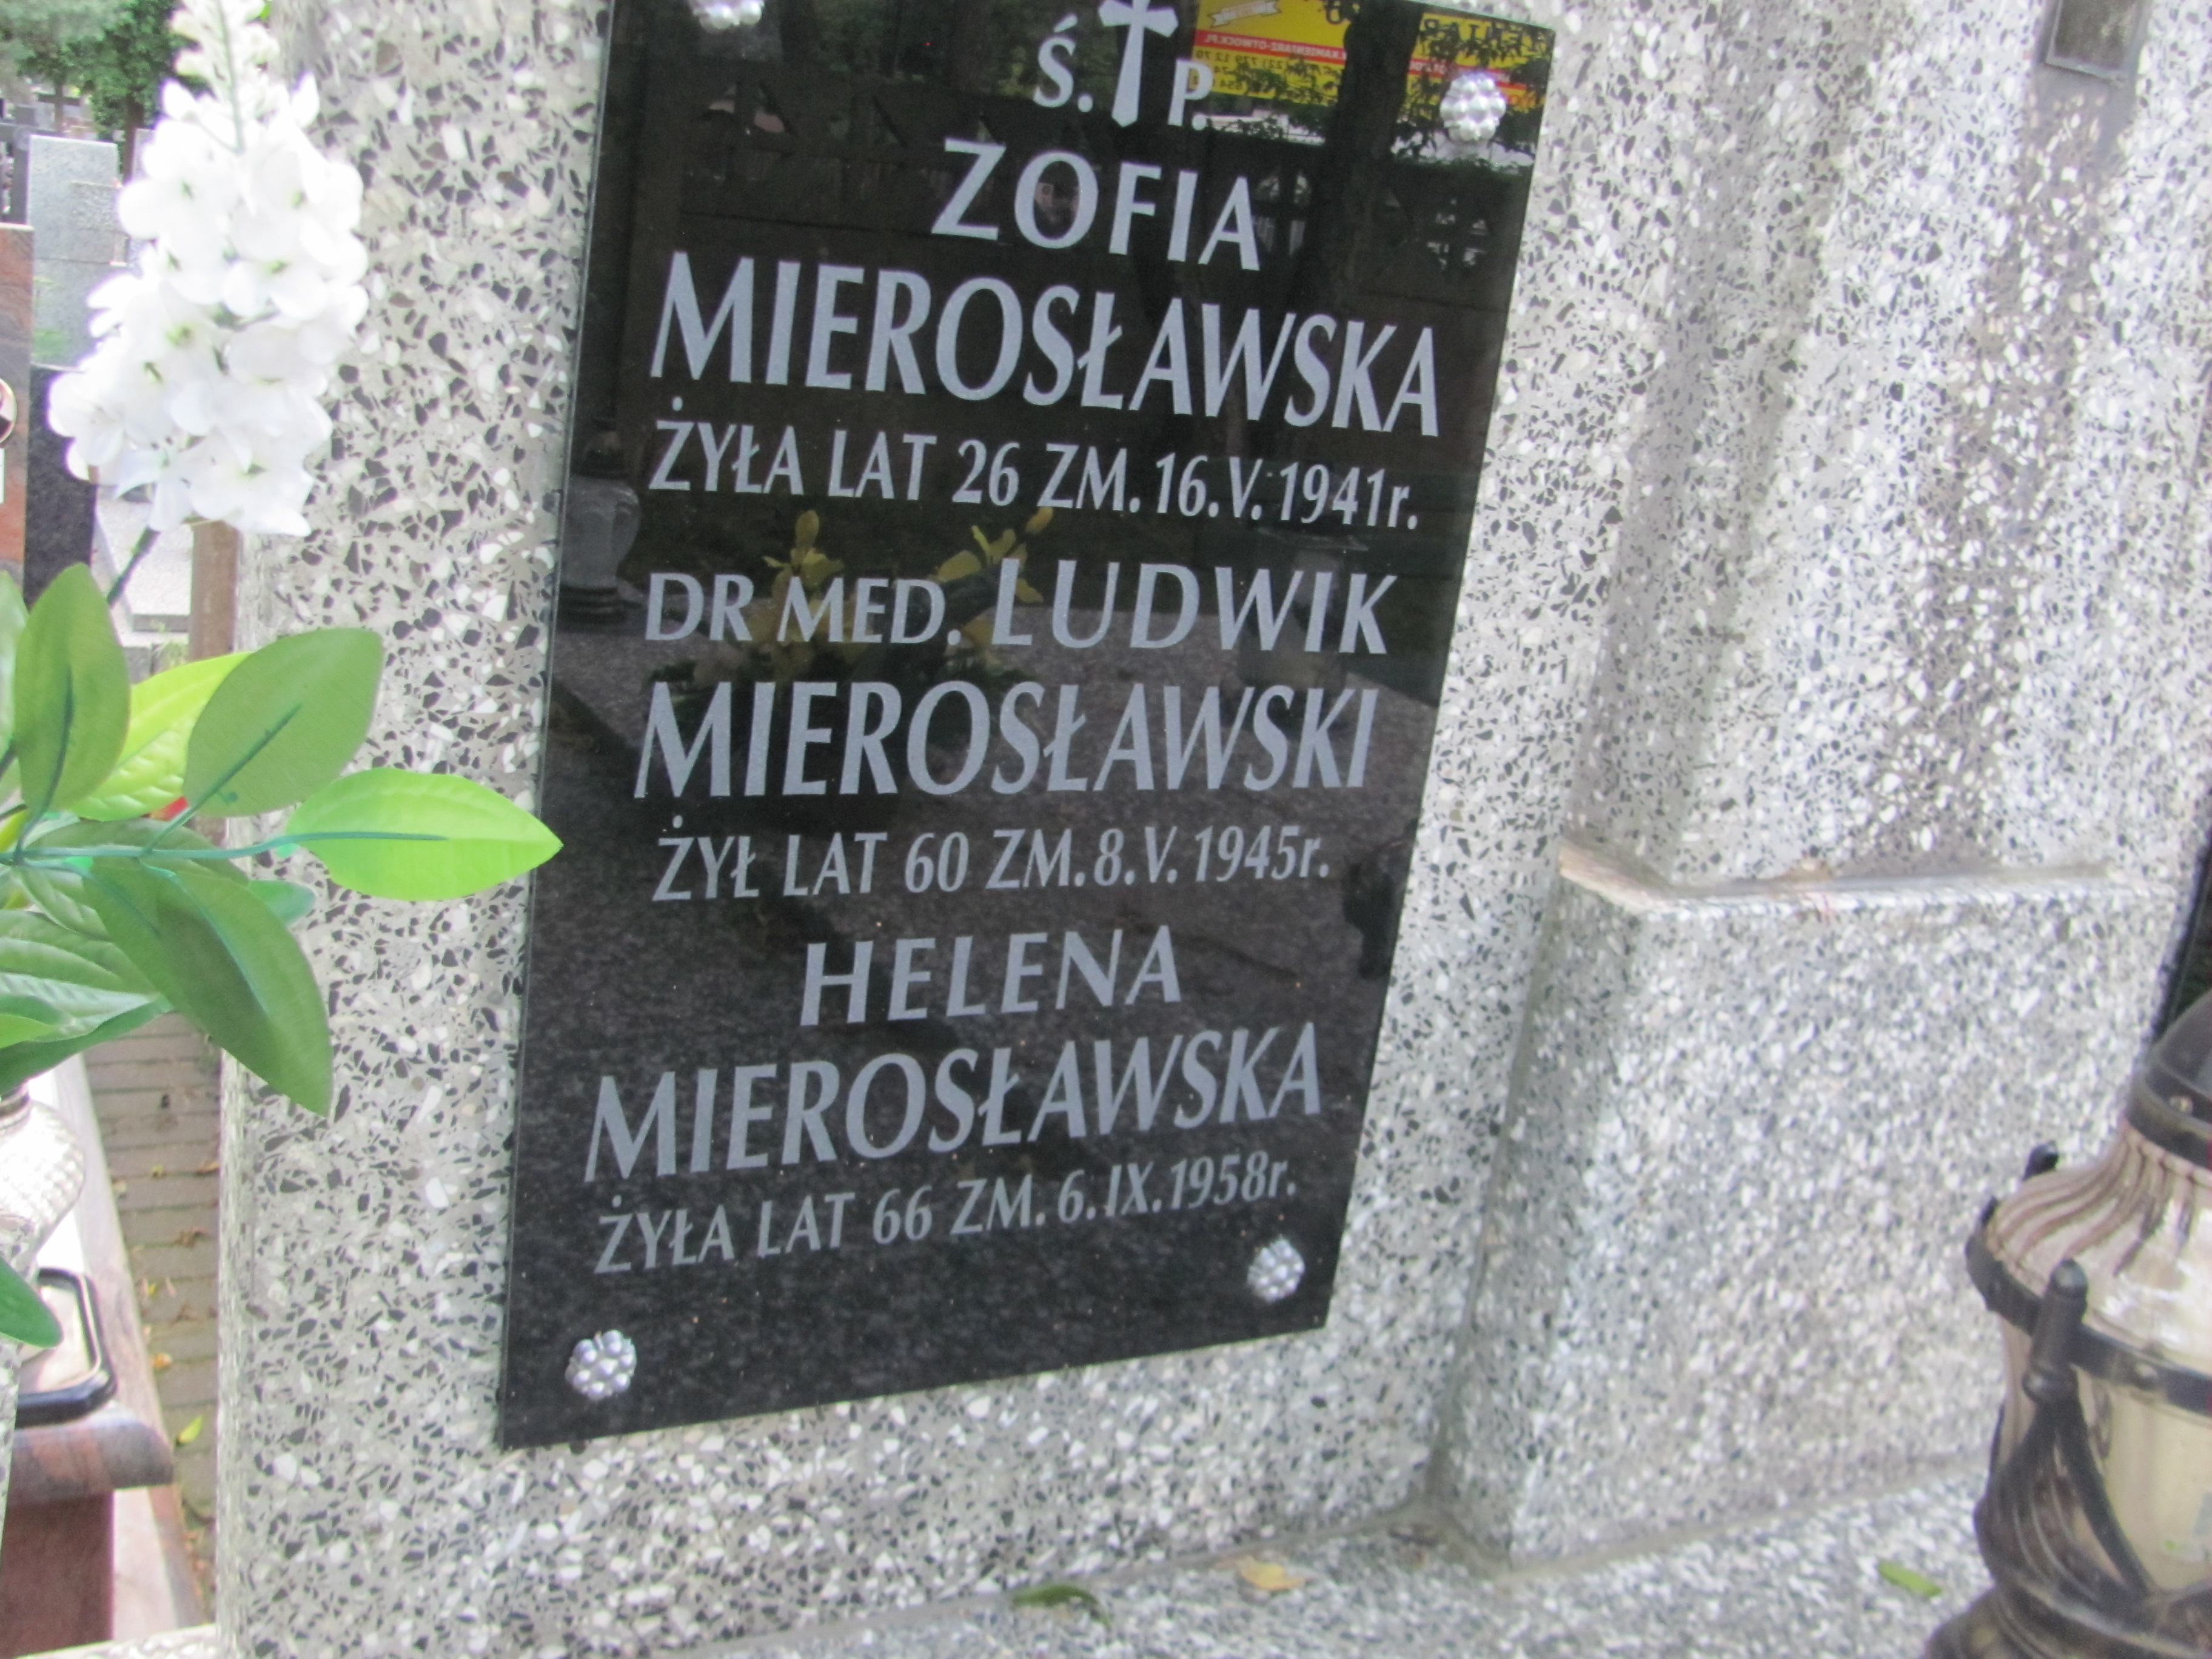 Ś. P.
ZOFIA
MIEROSŁAWSKA
ŻYŁA LAT 26 ZM. 16.V.1941r.
DR MED. LUDWIK
MIEROSŁAWSKI
ŻYŁ LAT 60 ZM. 8.V.1945r.
HELENA
MIEROSŁAWSKA
ŻYŁA LAT 66 ZM. 6.IX.1958r.